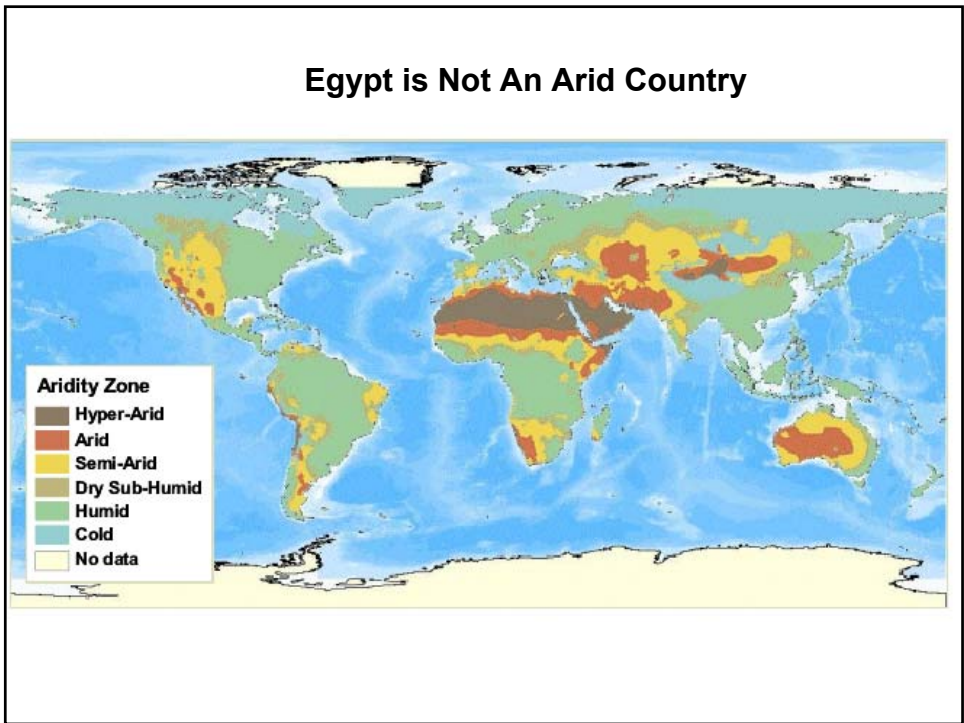 Egypt is Not An Arid Country
Aridity Zone
Hyper-Arid
Arid
Semi-Arid
Dry Sub-Humid
Humid
Cold
No data